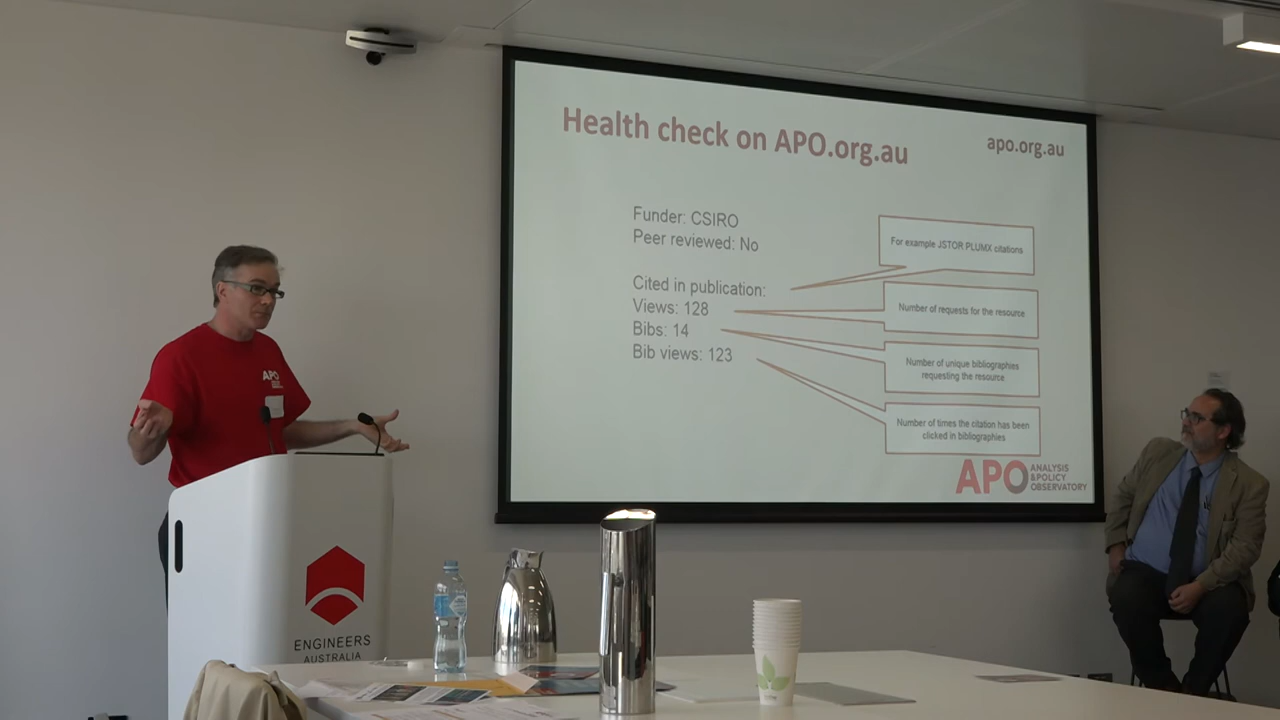 Health check on APO.org.au
apo.org.au
Funder: CSIRO
Peer reviewed: No
Cited in publication:
Views: 128
Bibs: 14
Bib views: 123
For example JSTOR PLUMX citations
Number of requests for the resource
Number of unique bibliographies
requesting the resource
Number of times the citation has been
clicked in bibliographies
APO
ANALYSIS
&POLICY
OBSERVATORY
APO
ENGINEERS
AUSTRALIA